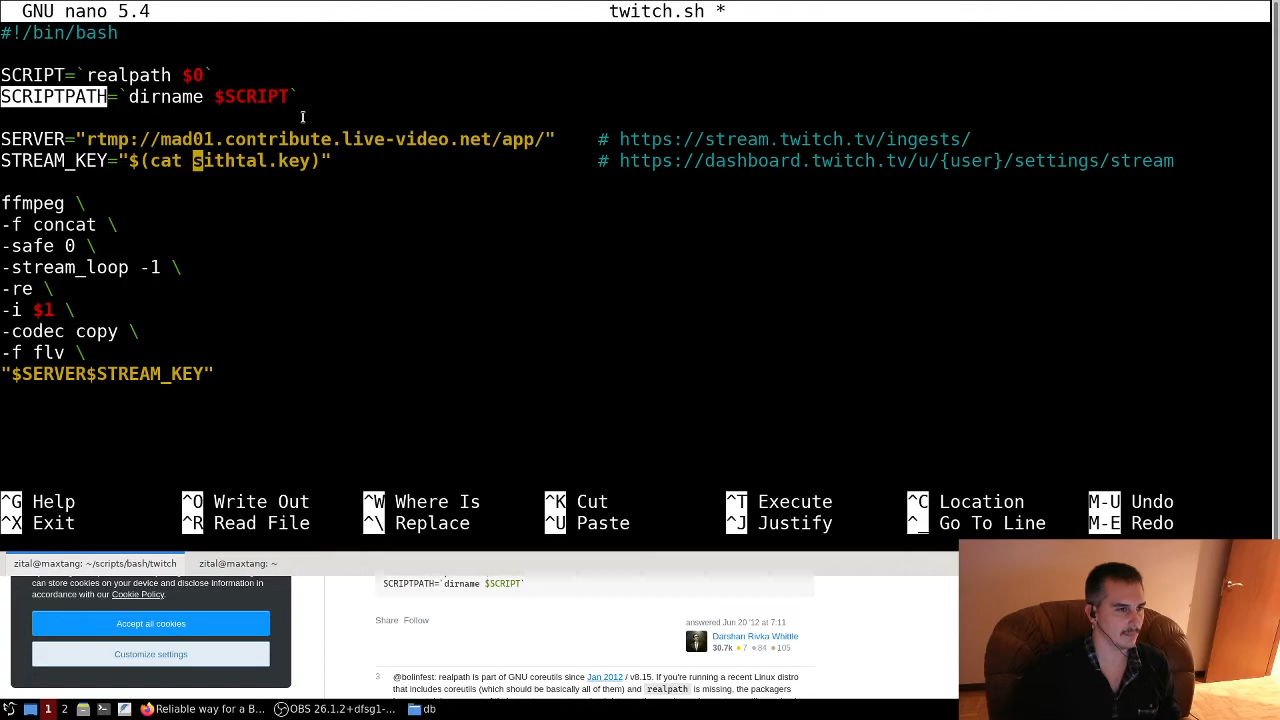 GNU nano 5.4 twitch.sh *
#!/bin/bash
SCRIPT=`realpath $0`
SCRIPTPATH=`dirname $SCRIPT`
SERVER="rtmp://mad01.contribute.live-video.net/app/" # https://stream.twitch.tv/ingests/
STREAM_KEY="$(cat sithtal.key)" # https://dashboard.twitch.tv/u/{user}/settings/stream
ffmpeg \
-f concat \
-safe 0 \
-stream_loop -1 \
-re \
-i $1 \
-codec copy \
-f flv \
"$SERVER$STREAM_KEY"
^G Help ^O Write Out ^W Where Is ^K Cut ^T Execute ^C Location M-U Undo
^X Exit ^R Read File ^\ Replace ^U Paste ^J Justify ^_ Go To Line M-E Redo
zital@maxtang: ~/scripts/bash/twitch zital@maxtang: ~
can store cookies on your device and disclose information in
accordance with our Cookie Policy.
Accept all cookies
Customize settings
SCRIPTPATH=`dirname $SCRIPT`
Share Follow
answered Jun 20 '12 at 7:11
Darshan Rivka Whittle
30.7k 7 84 105
3 @bolinfest: realpath is part of GNU coreutils since Jan 2012 / v8.15. If you're running a recent Linux distro
that includes coreutils (which should be basically all of them) and realpath is missing, the packagers
1 2 Reliable way for a B... OBS 26.1.2+dfsg1-... db